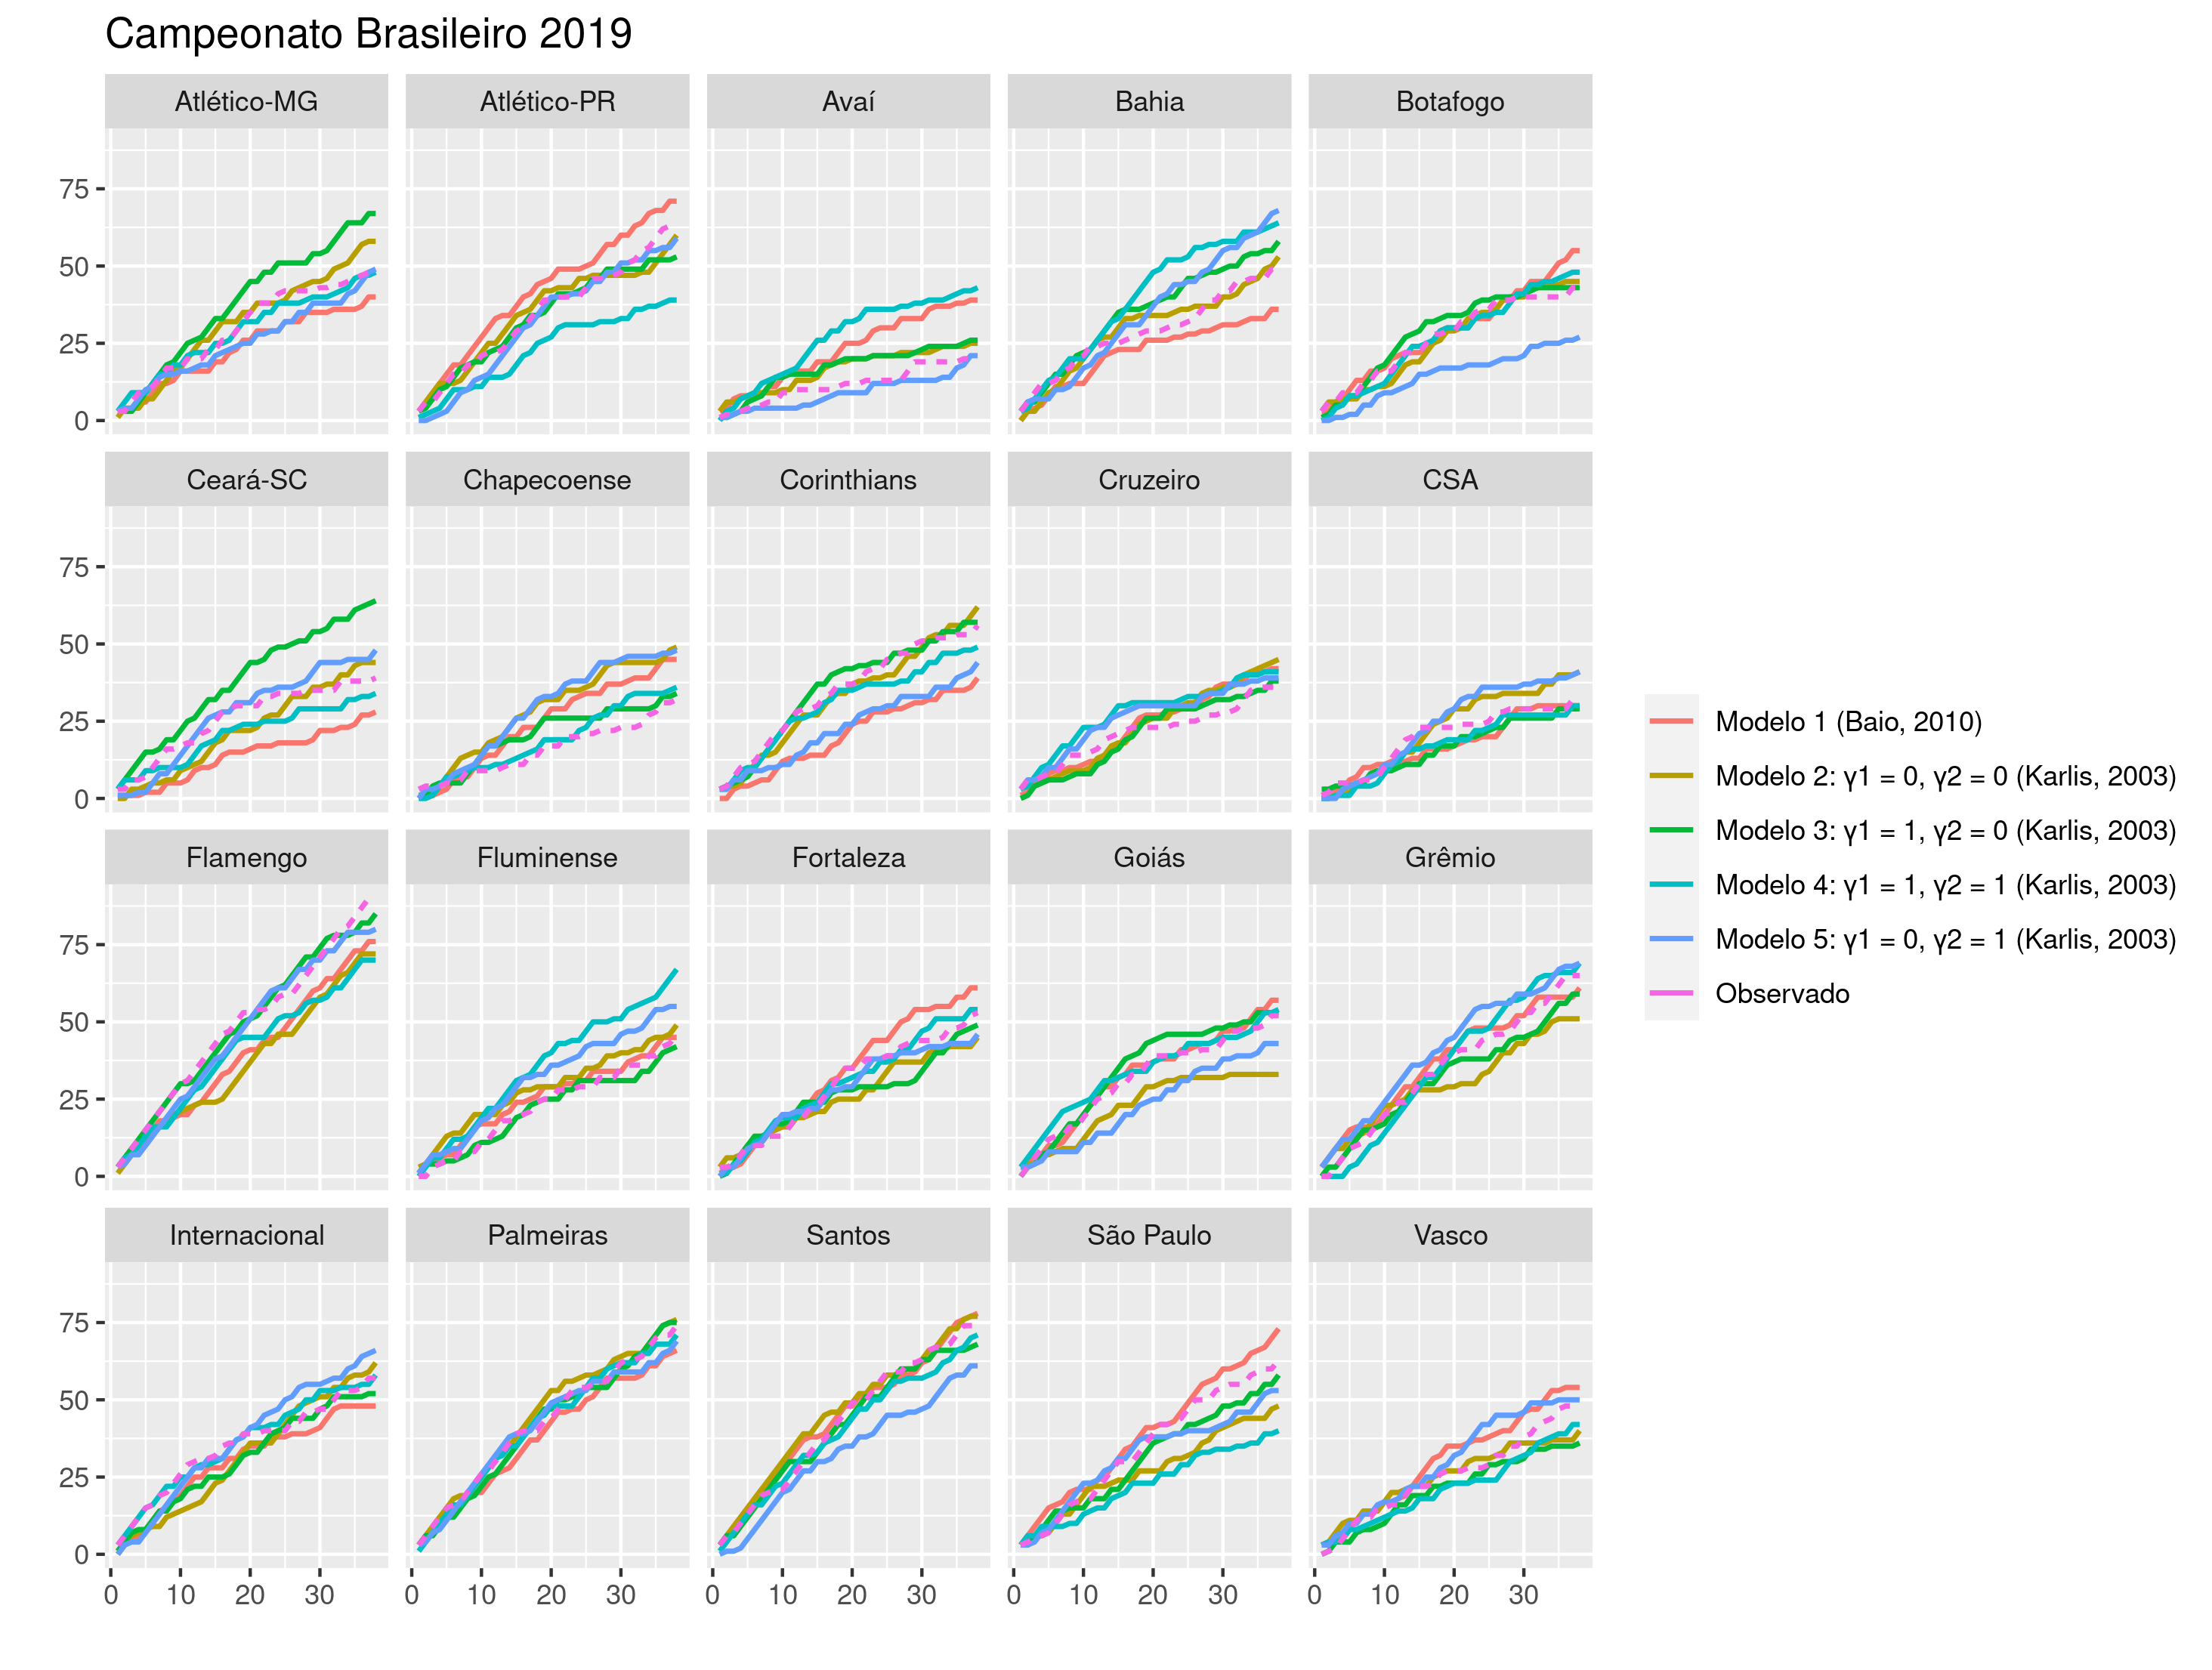 Campeonato Brasileiro 2019
Atlético-MG Atlético-PR Avaí Bahia Botafogo
75
50
25
0
Ceará-SC Chapecoense Corinthians Cruzeiro CSA
75
50
25
0
Flamengo Fluminense Fortaleza Goiás Grêmio
75
50
25
0
Internacional Palmeiras Santos São Paulo Vasco
75
50
25
0
0 10 20 30 0 10 20 30 0 10 20 30 0 10 20 30 0 10 20 30
Modelo 1 (Baio, 2010)
Modelo 2: γ1 = 0, γ2 = 0 (Karlis, 2003)
Modelo 3: γ1 = 1, γ2 = 0 (Karlis, 2003)
Modelo 4: γ1 = 1, γ2 = 1 (Karlis, 2003)
Modelo 5: γ1 = 0, γ2 = 1 (Karlis, 2003)
Observado